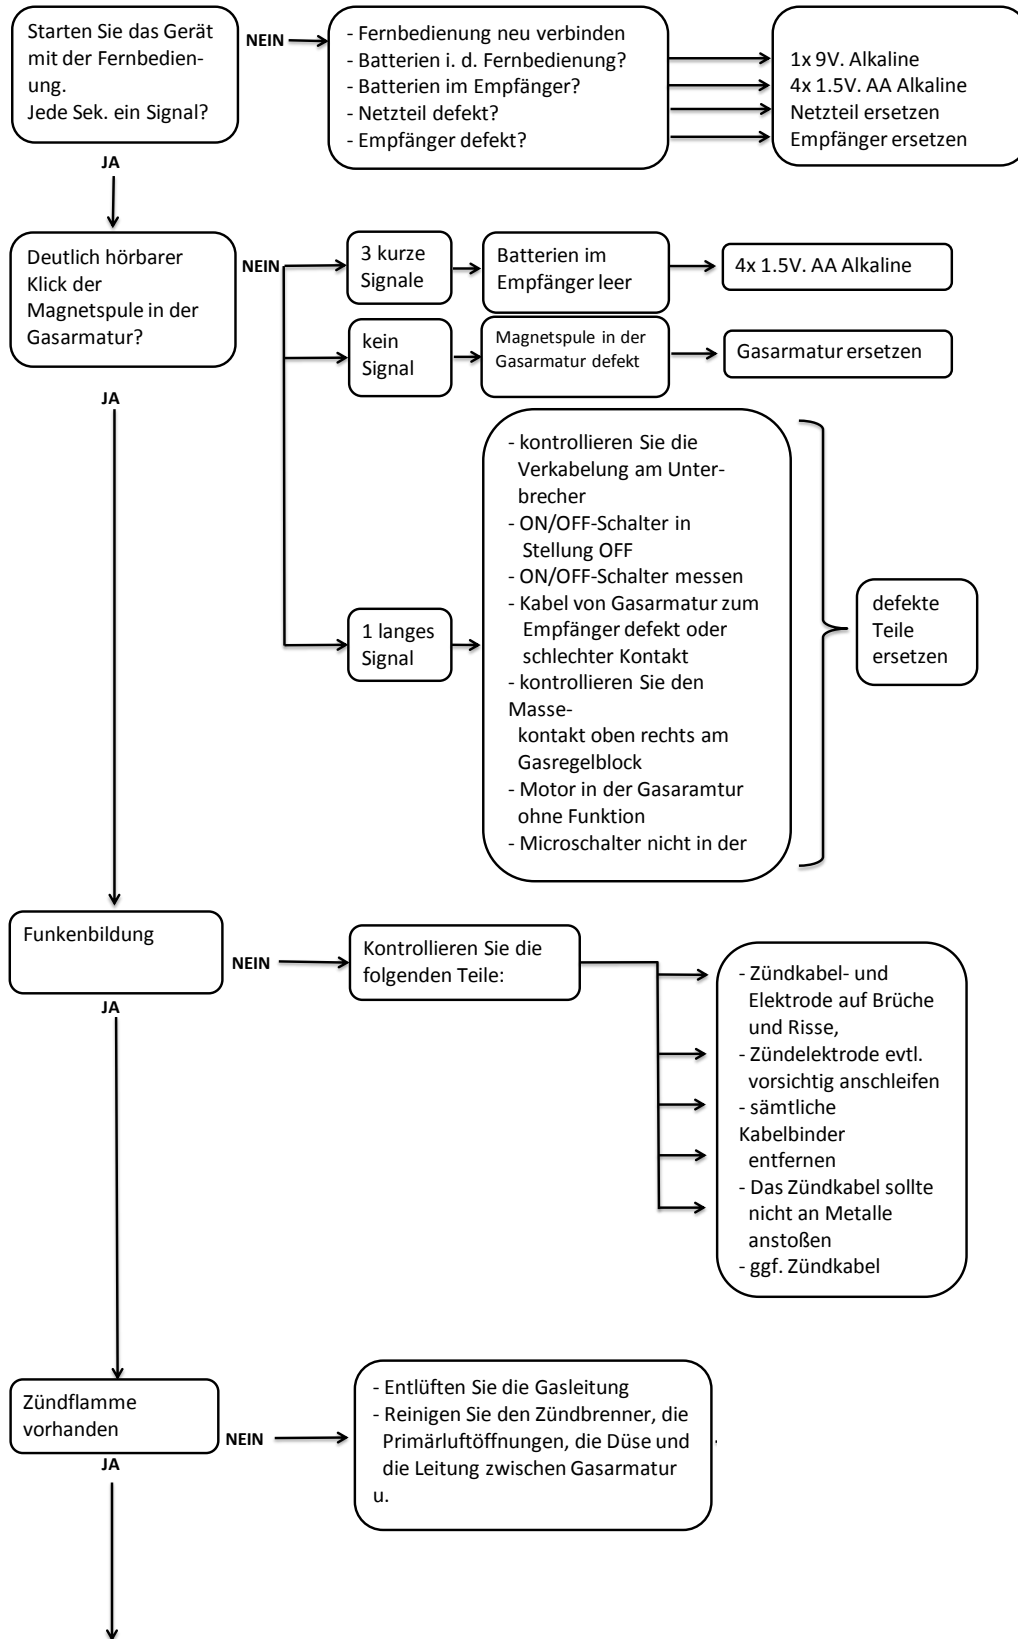 Starten Sie das Gerät
mit der Fernbedien-
ung.
Jede Sek. ein Signal?
NEIN
- Fernbedienung neu verbinden
- Batterien i. d. Fernbedienung?
- Batterien im Empfänger?
- Netzteil defekt?
- Empfänger defekt?
1x 9V. Alkaline
4x 1.5V. AA Alkaline
Netzteil ersetzen
Empfänger ersetzen
JA
Deutlich hörbarer
Klick der
Magnetspule in der
Gasarmatur?
NEIN
3 kurze
Signale
Batterien im
Empfänger leer
4x 1.5V. AA Alkaline
kein
Signal
Magnetspule in der
Gasarmatur defekt
Gasarmatur ersetzen
JA
1 langes
Signal
- kontrollieren Sie die
Verkabelung am Unter-
brecher
- ON/OFF-Schalter in
Stellung OFF
- ON/OFF-Schalter messen
- Kabel von Gasarmatur zum
Empfänger defekt oder
schlechter Kontakt
- kontrollieren Sie den
Masse-
kontakt oben rechts am
Gasregelblock
- Motor in der Gasaramtur
ohne Funktion
- Microschalter nicht in der
defekte
Teile
ersetzen
Funkenbildung
NEIN
Kontrollieren Sie die
folgenden Teile:
- Zündkabel- und
Elektrode auf Brüche
und Risse,
- Zündelektrode evtl.
vorsichtig anschleifen
- sämtliche
Kabelbinder
entfernen
- Das Zündkabel sollte
nicht an Metalle
anstoßen
- ggf. Zündkabel
JA
Zündflamme
vorhanden
NEIN
- Entlüften Sie die Gasleitung
- Reinigen Sie den Zündbrenner, die
Primärluftöffnungen, die Düse und
die Leitung zwischen Gasarmatur
u.
JA